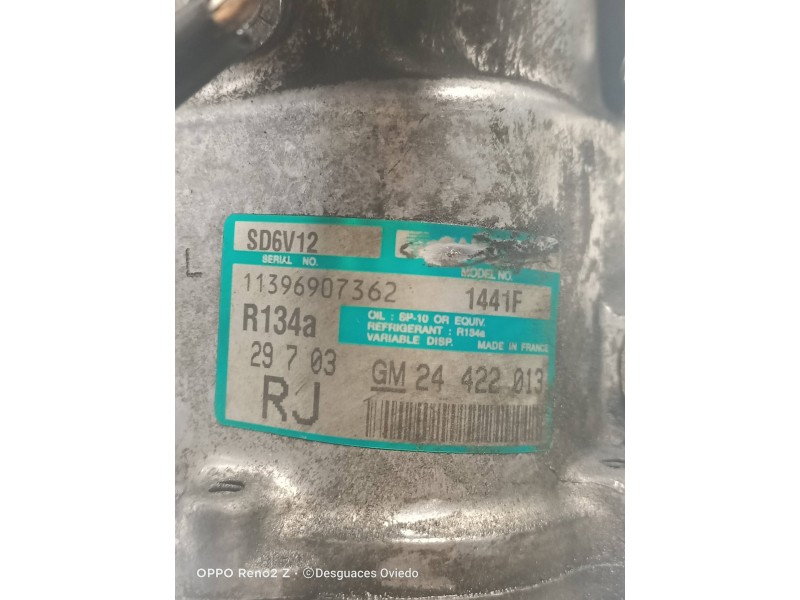 SD6V12
SERIAL NO.
MODEL NO.
L
11396907362
1441F
R134a
OIL : SP-10 OR EQUIV.
REFRIGERANT : R134a
VARIABLE DISP. MADE IN FRANCE
29 7 03
GM 24 422 013
RJ
OPPO Reno2 Z · ©Desguaces Oviedo